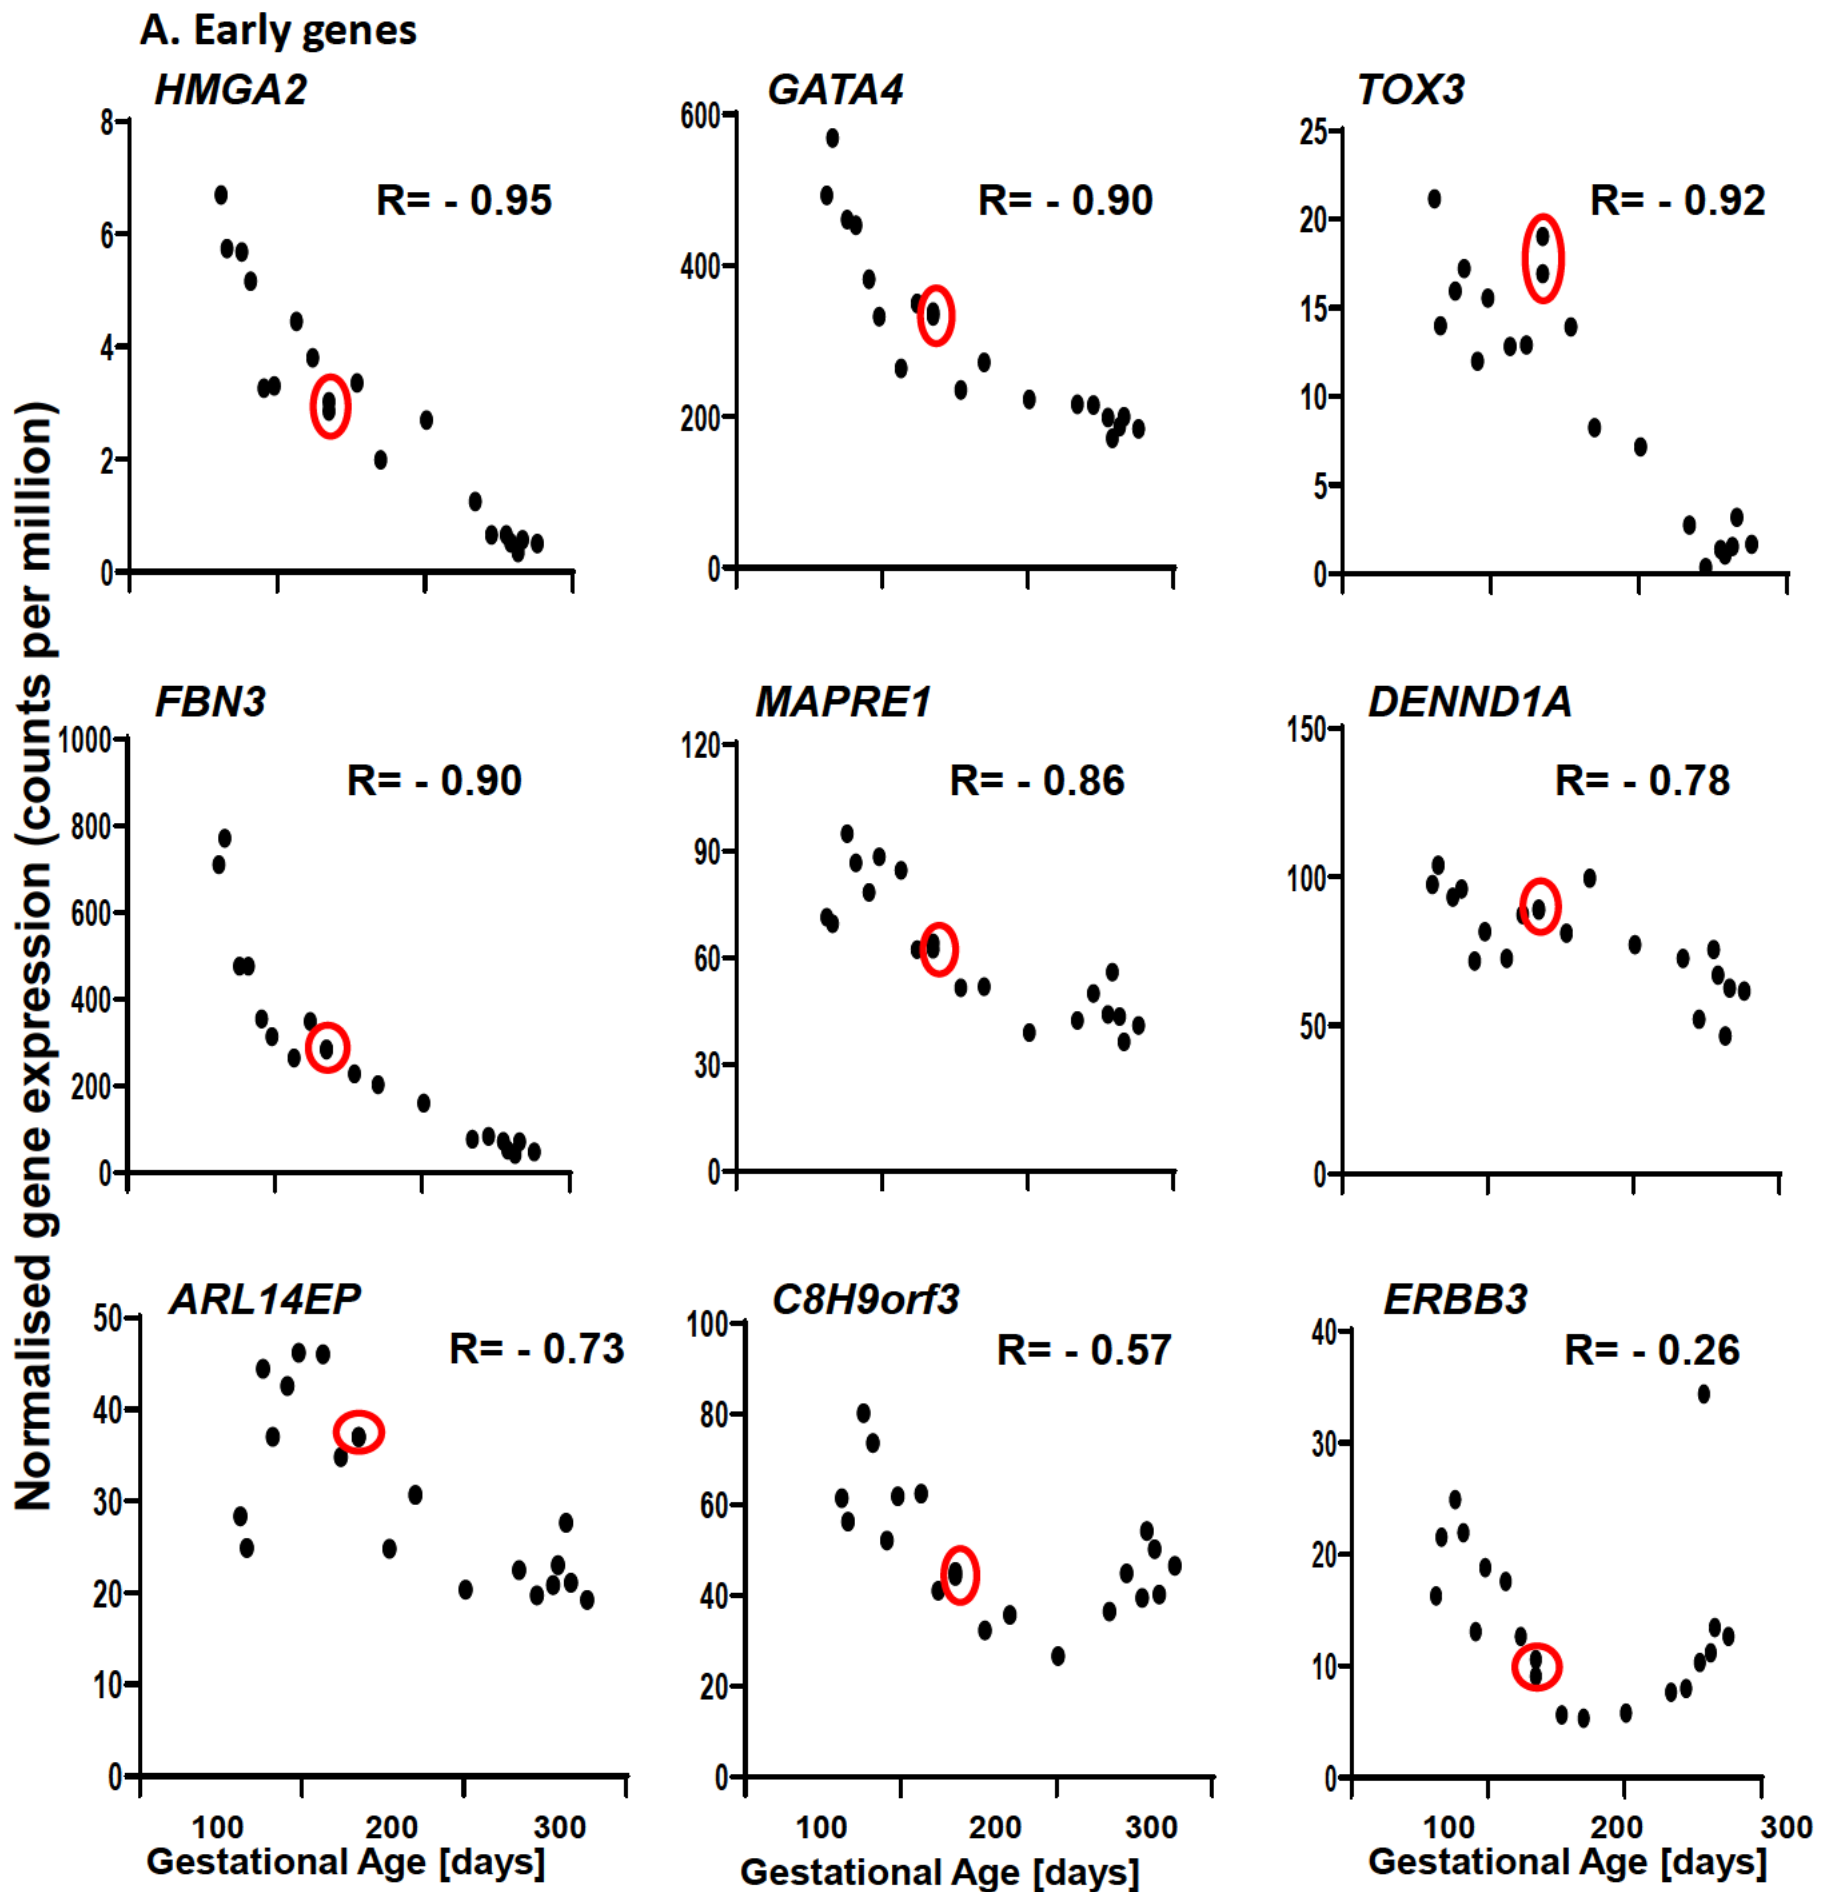 A. Early genes
HMGA2
GATA4
TOX3
8
6
4
2
0
R= - 0.95
600
400
200
0
R= - 0.90
25
20
15
10
5
0
R= - 0.92
Normalised gene expression (counts per million)
FBN3
MAPRE1
DENND1A
1000
800
600
400
200
0
R= - 0.90
120
90
60
30
0
R= - 0.86
150
100
50
0
R= - 0.78
ARL14EP
C8H9orf3
ERBB3
50
40
30
20
10
0
R= - 0.73
100
80
60
40
20
0
R= - 0.57
40
30
20
10
0
R= - 0.26
100 200 300
100 200 300
100 200 300
Gestational Age [days]
Gestational Age [days]
Gestational Age [days]